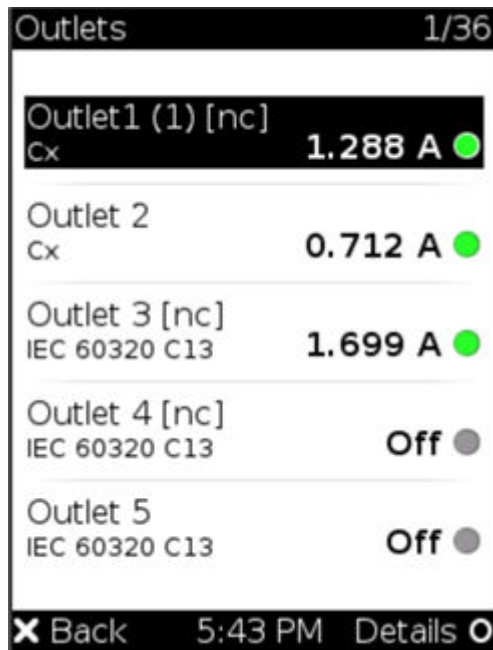 Outlets 1/36
Outlet1 (1) [nc]
Cx 1.288 A
Outlet 2
Cx 0.712 A
Outlet 3 [nc]
IEC 60320 C13 1.699 A
Outlet 4 [nc]
IEC 60320 C13 Off
Outlet 5
IEC 60320 C13 Off
Back 5:43 PM Details